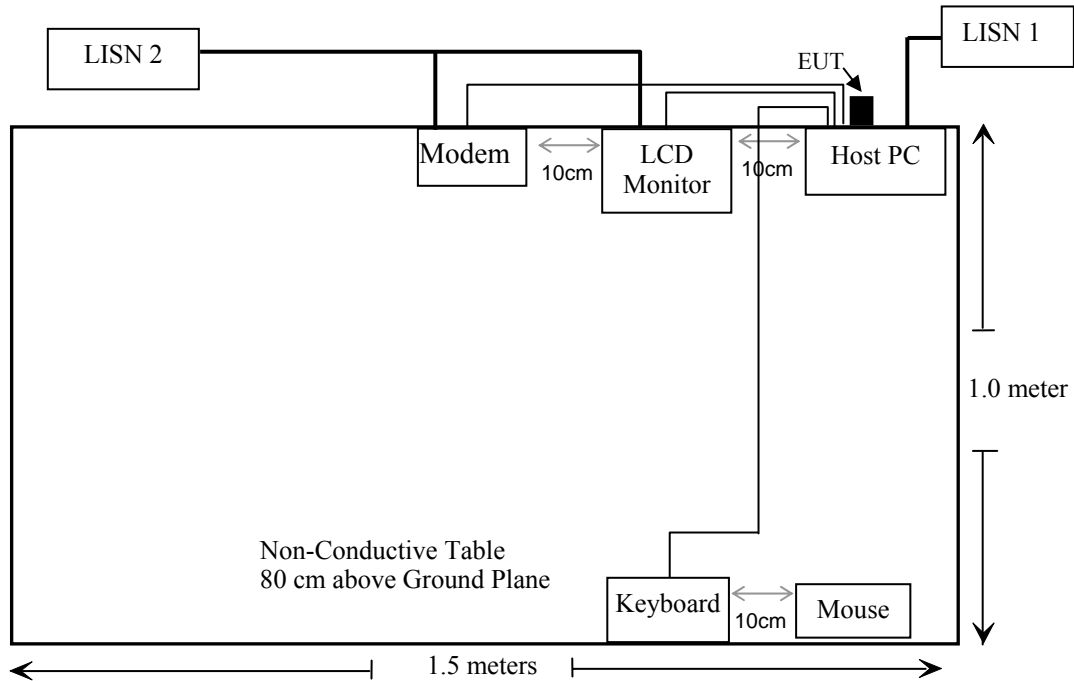 LISN 2
LISN 1
EUT
Modem
10cm
LCD
Monitor
10cm
Host PC
1.0 meter
Non-Conductive Table
80 cm above Ground Plane
Keyboard
10cm
Mouse
1.5 meters